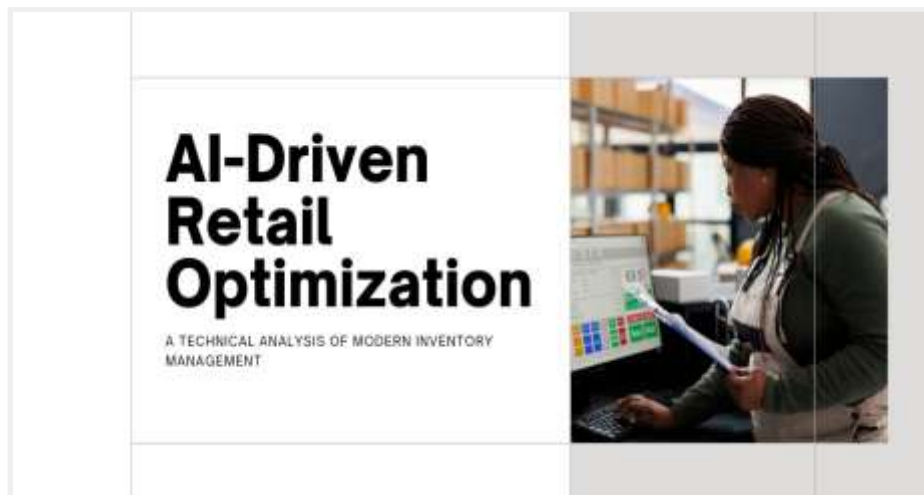 AI-Driven
Retail
Optimization
A TECHNICAL ANALYSIS OF MODERN INVENTORY
MANAGEMENT